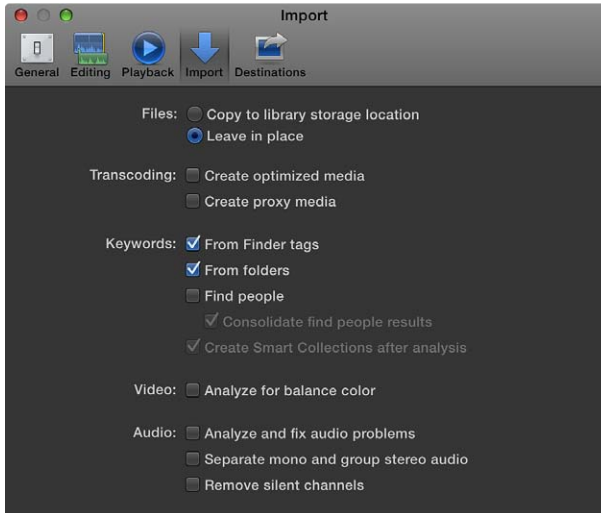 Import
General Editing Playback Import Destinations
Files: Copy to library storage location
Leave in place
Transcoding: Create optimized media
Create proxy media
Keywords: From Finder tags
From folders
Find people
Consolidate find people results
Create Smart Collections after analysis
Video: Analyze for balance color
Audio: Analyze and fix audio problems
Separate mono and group stereo audio
Remove silent channels